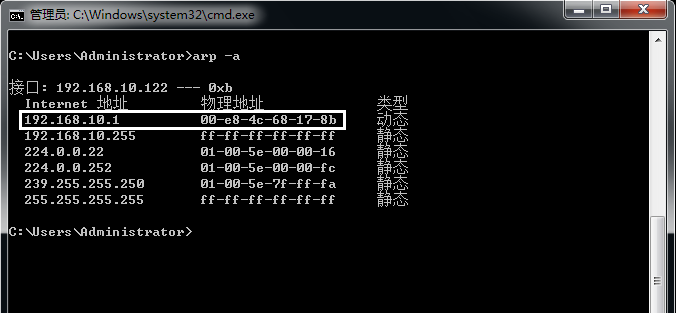 管理员: C:\Windows\system32\cmd.exe
C:\Users\Administrator>arp -a
接口: 192.168.10.122 --- 0xb
Internet 地址 物理地址 类型
192.168.10.1 00-e8-4c-68-17-8b 动态
192.168.10.255 ff-ff-ff-ff-ff-ff 静态
224.0.0.22 01-00-5e-00-00-16 静态
224.0.0.252 01-00-5e-00-00-fc 静态
239.255.255.250 01-00-5e-7f-ff-fa 静态
255.255.255.255 ff-ff-ff-ff-ff-ff 静态
C:\Users\Administrator>